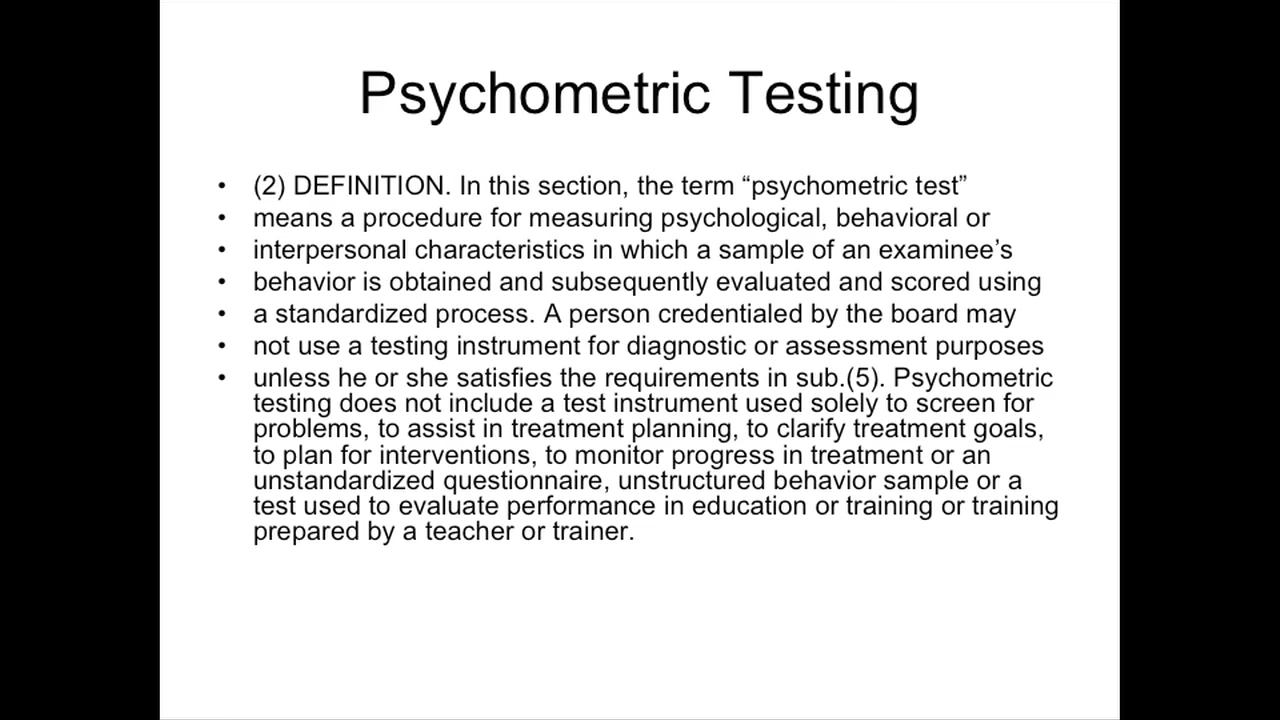 Psychometric Testing
• (2) DEFINITION. In this section, the term “psychometric test”
• means a procedure for measuring psychological, behavioral or
• interpersonal characteristics in which a sample of an examinee’s
• behavior is obtained and subsequently evaluated and scored using
• a standardized process. A person credentialed by the board may
• not use a testing instrument for diagnostic or assessment purposes
• unless he or she satisfies the requirements in sub.(5). Psychometric
testing does not include a test instrument used solely to screen for
problems, to assist in treatment planning, to clarify treatment goals,
to plan for interventions, to monitor progress in treatment or an
unstandardized questionnaire, unstructured behavior sample or a
test used to evaluate performance in education or training or training
prepared by a teacher or trainer.